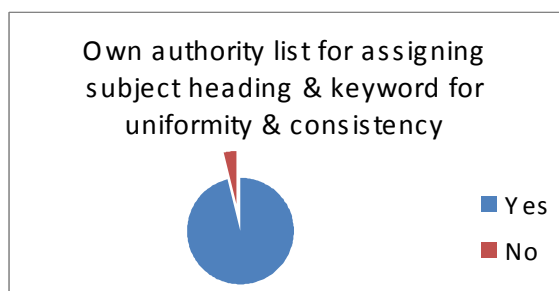 Own authority list for assigning
subject heading & keyword for
uniformity & consistency
Yes
No